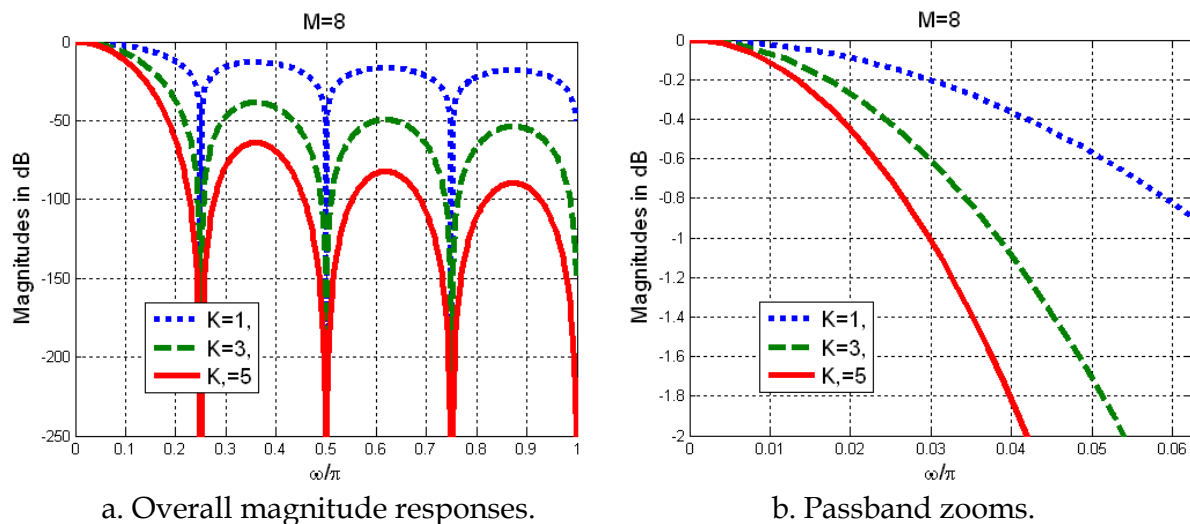 M=8
Magnitudes in dB
0
-50
-100
-150
-200
-250
K=1,
K=3,
K,=5
0 0.1 0.2 0.3 0.4 0.5 0.6 0.7 0.8 0.9 1
ω/π
a. Overall magnitude responses.
M=8
Magnitudes in dB
0
-0.2
-0.4
-0.6
-0.8
-1
-1.2
-1.4
-1.6
-1.8
-2
K=1,
K=3,
K,=5
0 0.01 0.02 0.03 0.04 0.05 0.06
ω/π
b. Passband zooms.